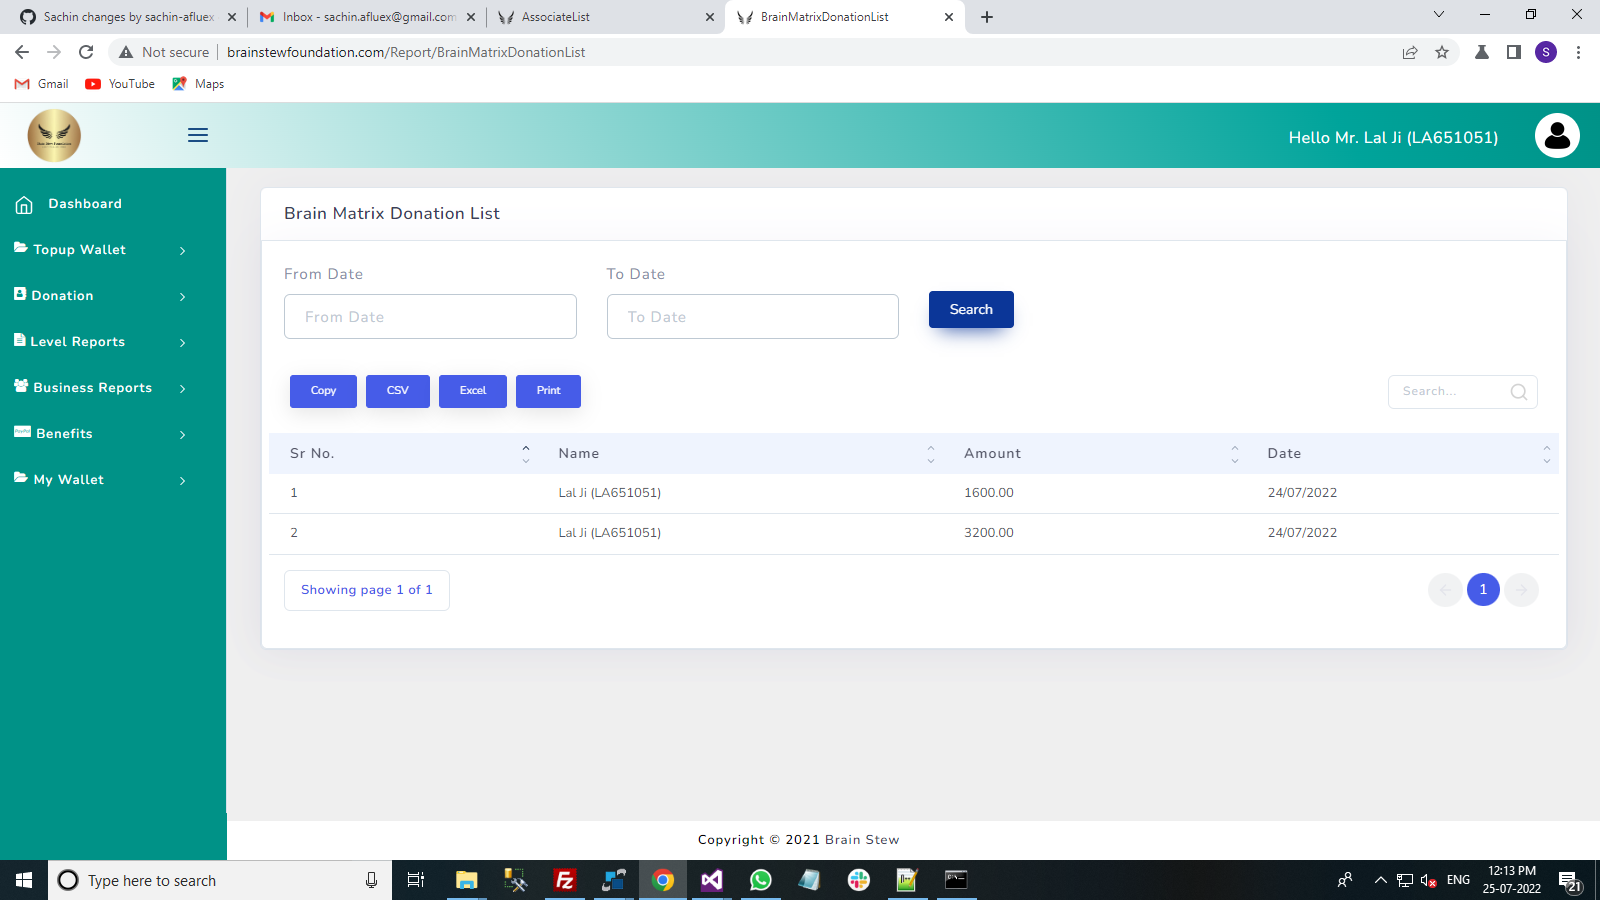 Sachin changes by sachin-afluex
Inbox - sachin.afluex@gmail.com
AssociateList
BrainMatrixDonationList
Not secure
brainstewfoundation.com/Report/BrainMatrixDonationList
S
Gmail
YouTube
Maps
Hello Mr. Lal Ji (LA651051)
Dashboard
Topup Wallet
Donation
Level Reports
Business Reports
Benefits
My Wallet
Brain Matrix Donation List
From Date
To Date
From Date
To Date
Search
Copy
CSV
Excel
Print
Search...
Sr No.
Name
Amount
Date
1
Lal Ji (LA651051)
1600.00
24/07/2022
2
Lal Ji (LA651051)
3200.00
24/07/2022
Showing page 1 of 1
1
Copyright © 2021 Brain Stew
Type here to search
ENG
12:13 PM
25-07-2022
21